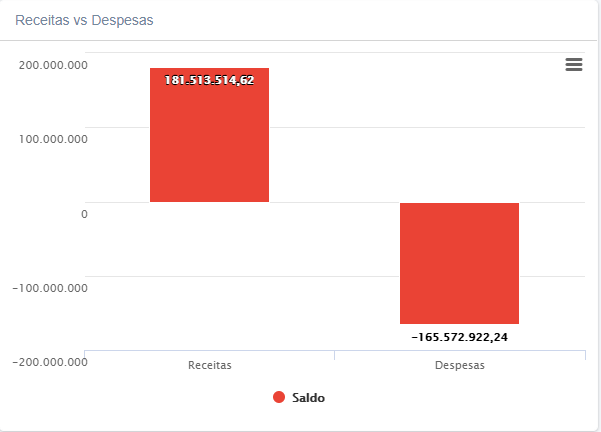 Receitas vs Despesas
200.000.000
181.513.514,62
100.000.000
0
−100.000.000
−165.572.922,24
−200.000.000
Receitas Despesas
Saldo